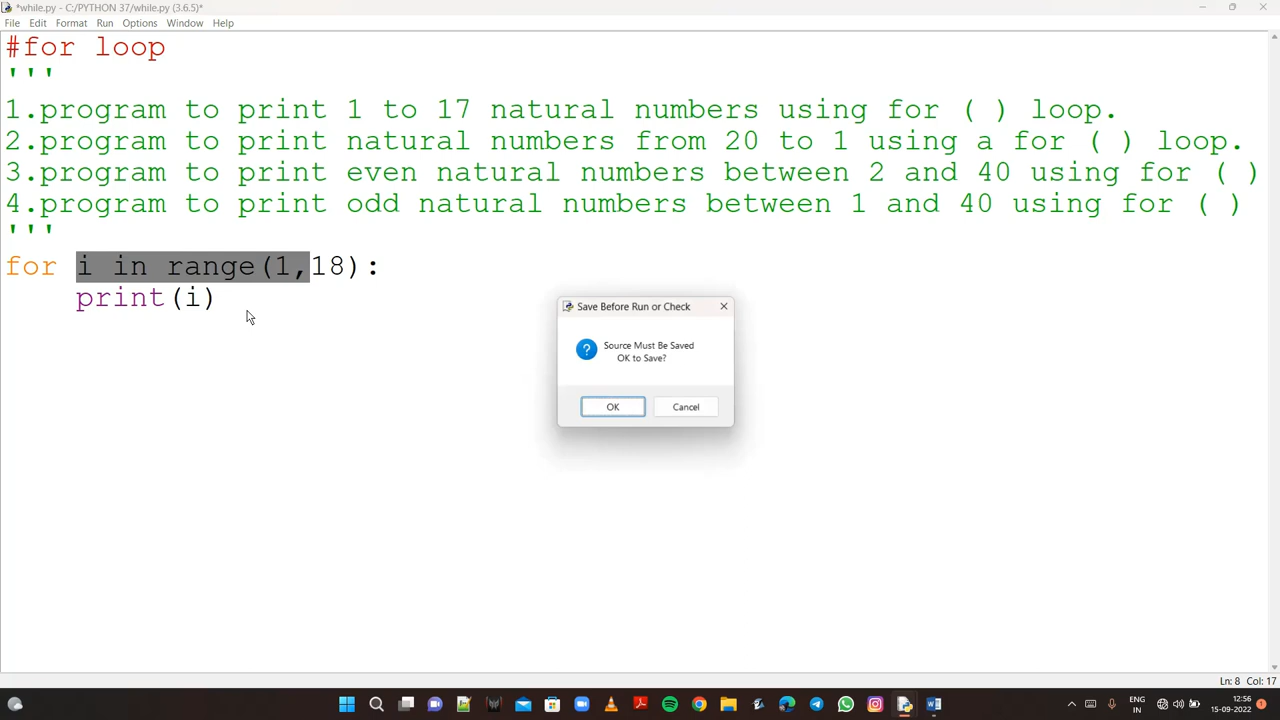 *while.py - C:/PYTHON 37/while.py (3.6.5)*
File Edit Format Run Options Window Help
#for loop
'''
1.program to print 1 to 17 natural numbers using for ( ) loop.
2.program to print natural numbers from 20 to 1 using a for ( ) loop.
3.program to print even natural numbers between 2 and 40 using for ( )
4.program to print odd natural numbers between 1 and 40 using for ( )
'''
for i in range(1,18):
print(i)
Save Before Run or Check
Source Must Be Saved
OK to Save?
OK Cancel
Ln: 8 Col: 17
ENG
IN
12:56
15-09-2022